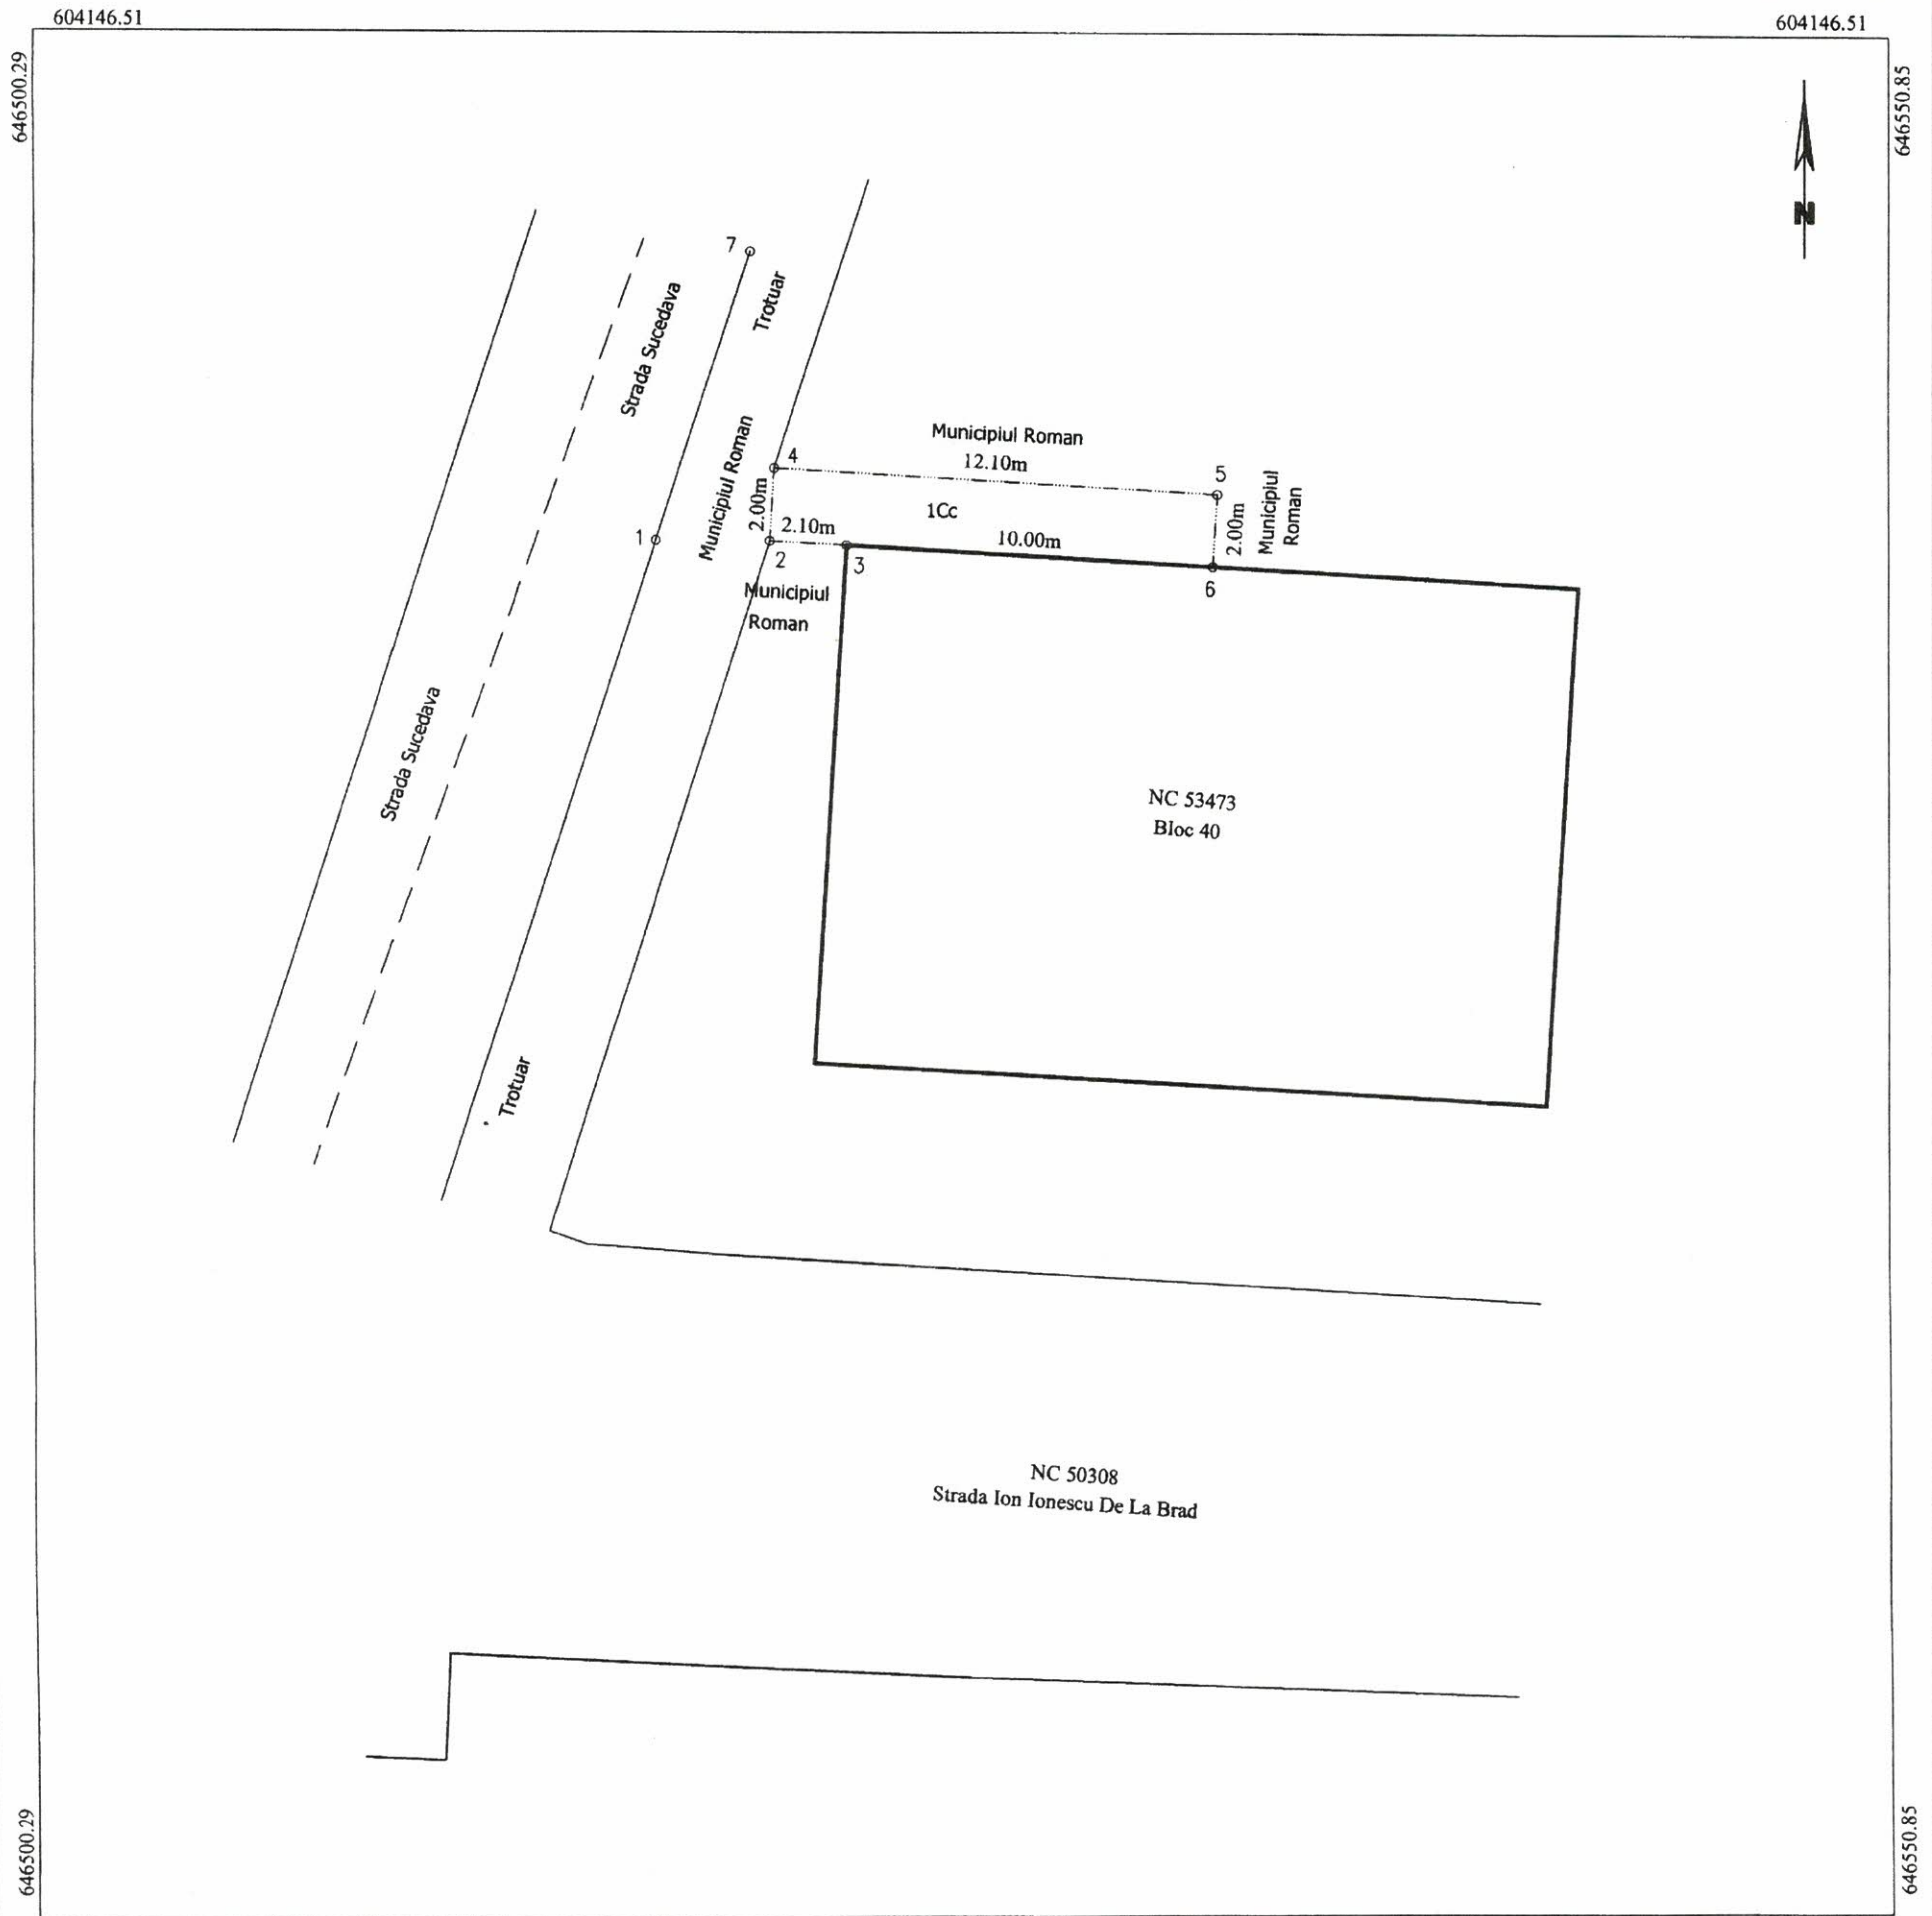 604146.51
604146.51
646500.29
646550.85
N
7
Trotuar
Strada Sucedava
Municipiul Roman
12.10m
4
5
Municipiul
Roman
Municipiul Roman
2.00m
1Cc
2.00m
2.10m
10.00m
1
2
3
6
Municipiul
Roman
Strada Sucedava
NC 53473
Bloc 40
Trotuar
NC 50308
Strada Ion Ionescu De La Brad
646500.29
646550.85